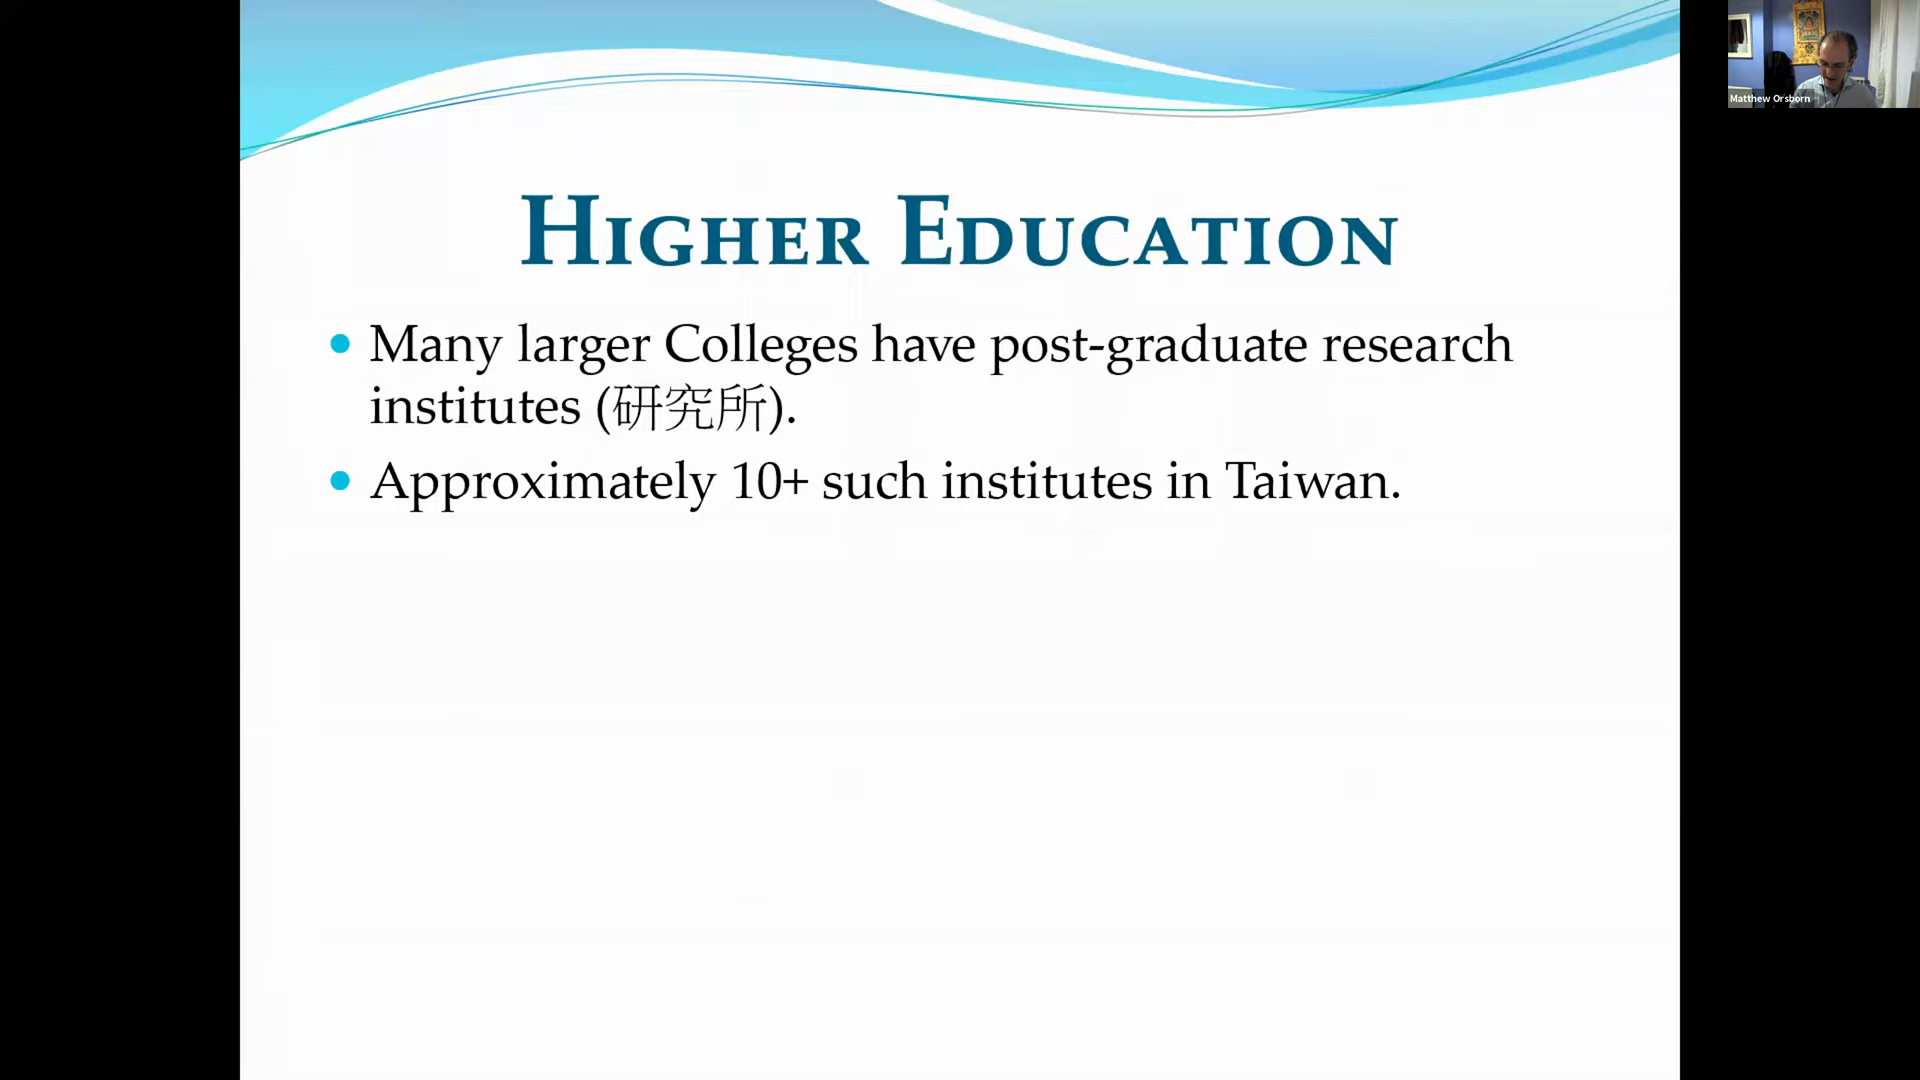 Matthew Orsborn
Higher Education
• Many larger Colleges have post-graduate research
institutes (研究所).
• Approximately 10+ such institutes in Taiwan.